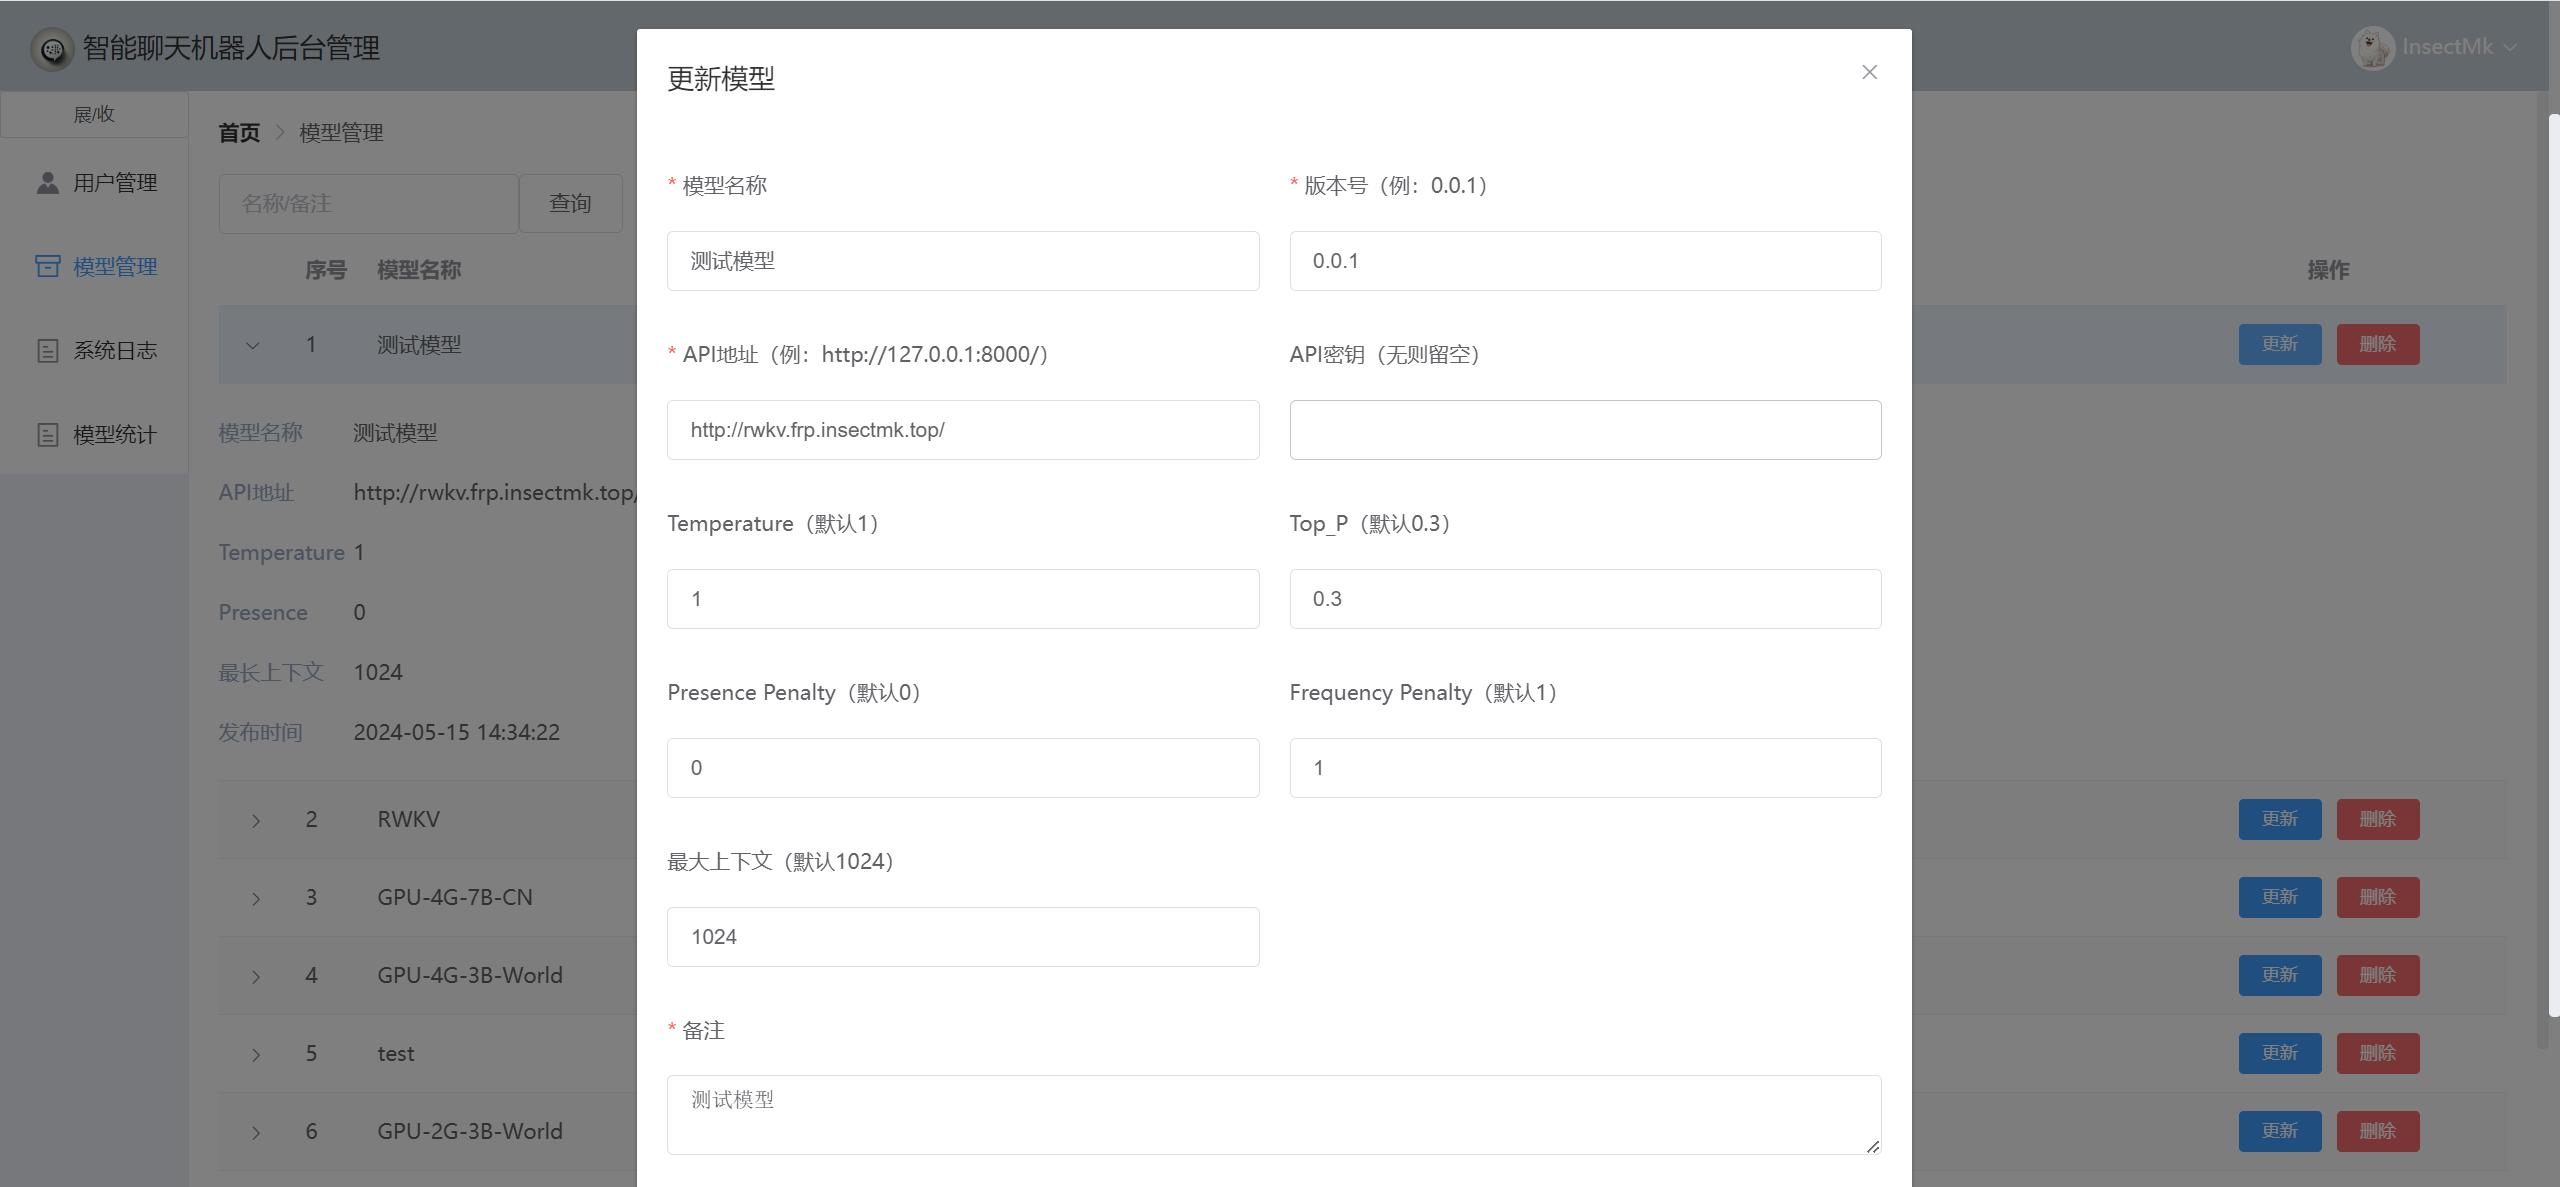 智能聊天机器人后台管理
InsectMk
展/收
用户管理
模型管理
系统日志
模型统计
首页 > 模型管理
名称/备注
查询
序号 模型名称 操作
1 测试模型 更新 删除
模型名称 测试模型
API地址 http://rwkv.frp.insectmk.top/
Temperature 1
Presence 0
最长上下文 1024
发布时间 2024-05-15 14:34:22
2 RWKV 更新 删除
3 GPU-4G-7B-CN 更新 删除
4 GPU-4G-3B-World 更新 删除
5 test 更新 删除
6 GPU-2G-3B-World 更新 删除
更新模型
* 模型名称
测试模型
* 版本号（例：0.0.1）
0.0.1
* API地址（例：http://127.0.0.1:8000/）
http://rwkv.frp.insectmk.top/
API密钥（无则留空）
Temperature（默认1）
1
Top_P（默认0.3）
0.3
Presence Penalty（默认0）
0
Frequency Penalty（默认1）
1
最大上下文（默认1024）
1024
* 备注
测试模型